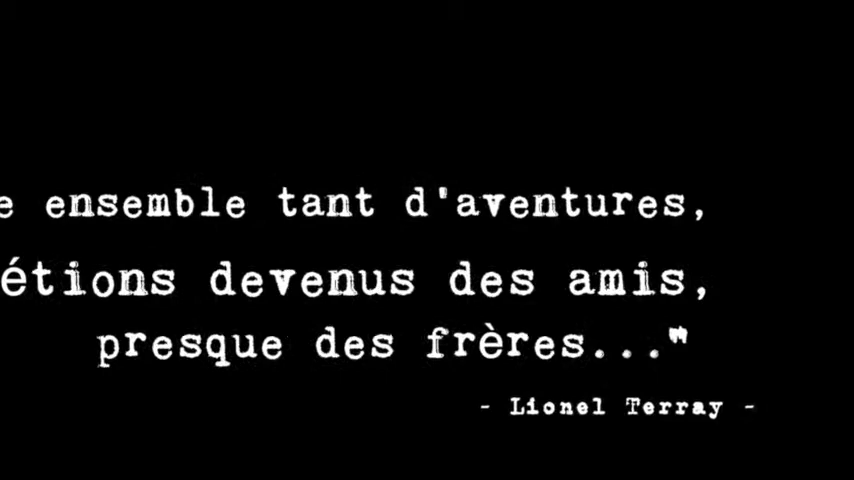 e ensemble tant d'aventures,
étions devenus des amis,
presque des frères..."
- Lionel Terray -